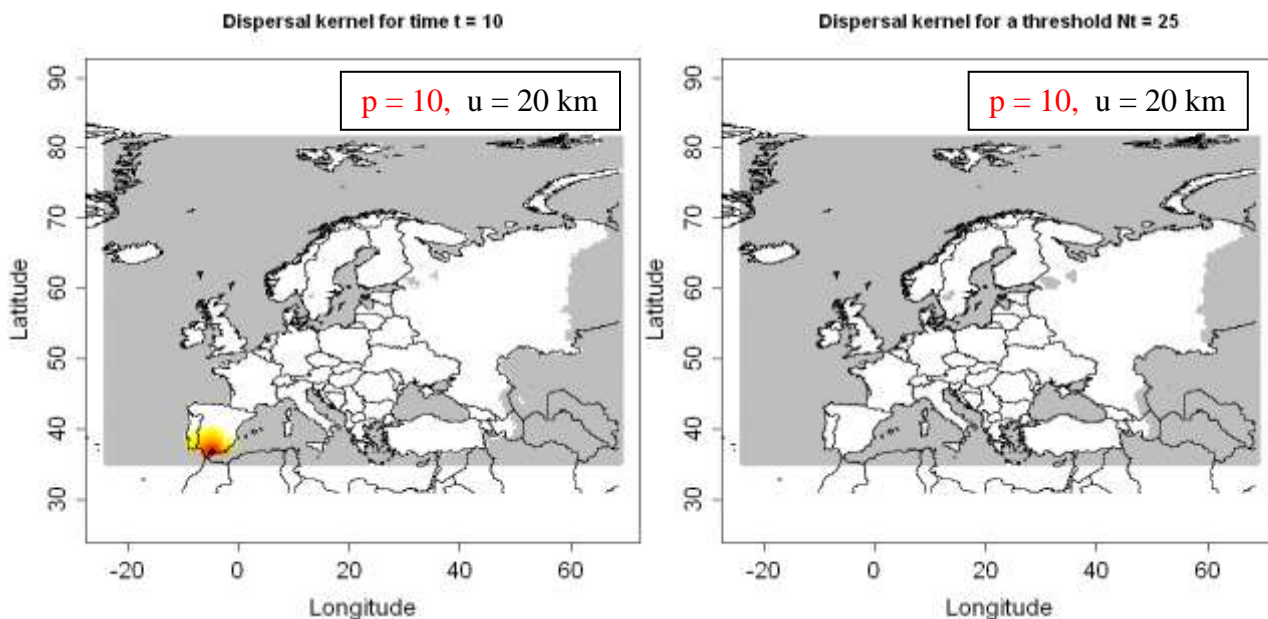 Dispersal kernel for time t = 10
p = 10, u = 20 km
Latitude
90
80
70
60
50
40
30
-20 0 20 40 60
Longitude
Dispersal kernel for a threshold Nt = 25
p = 10, u = 20 km
Latitude
90
80
70
60
50
40
30
-20 0 20 40 60
Longitude